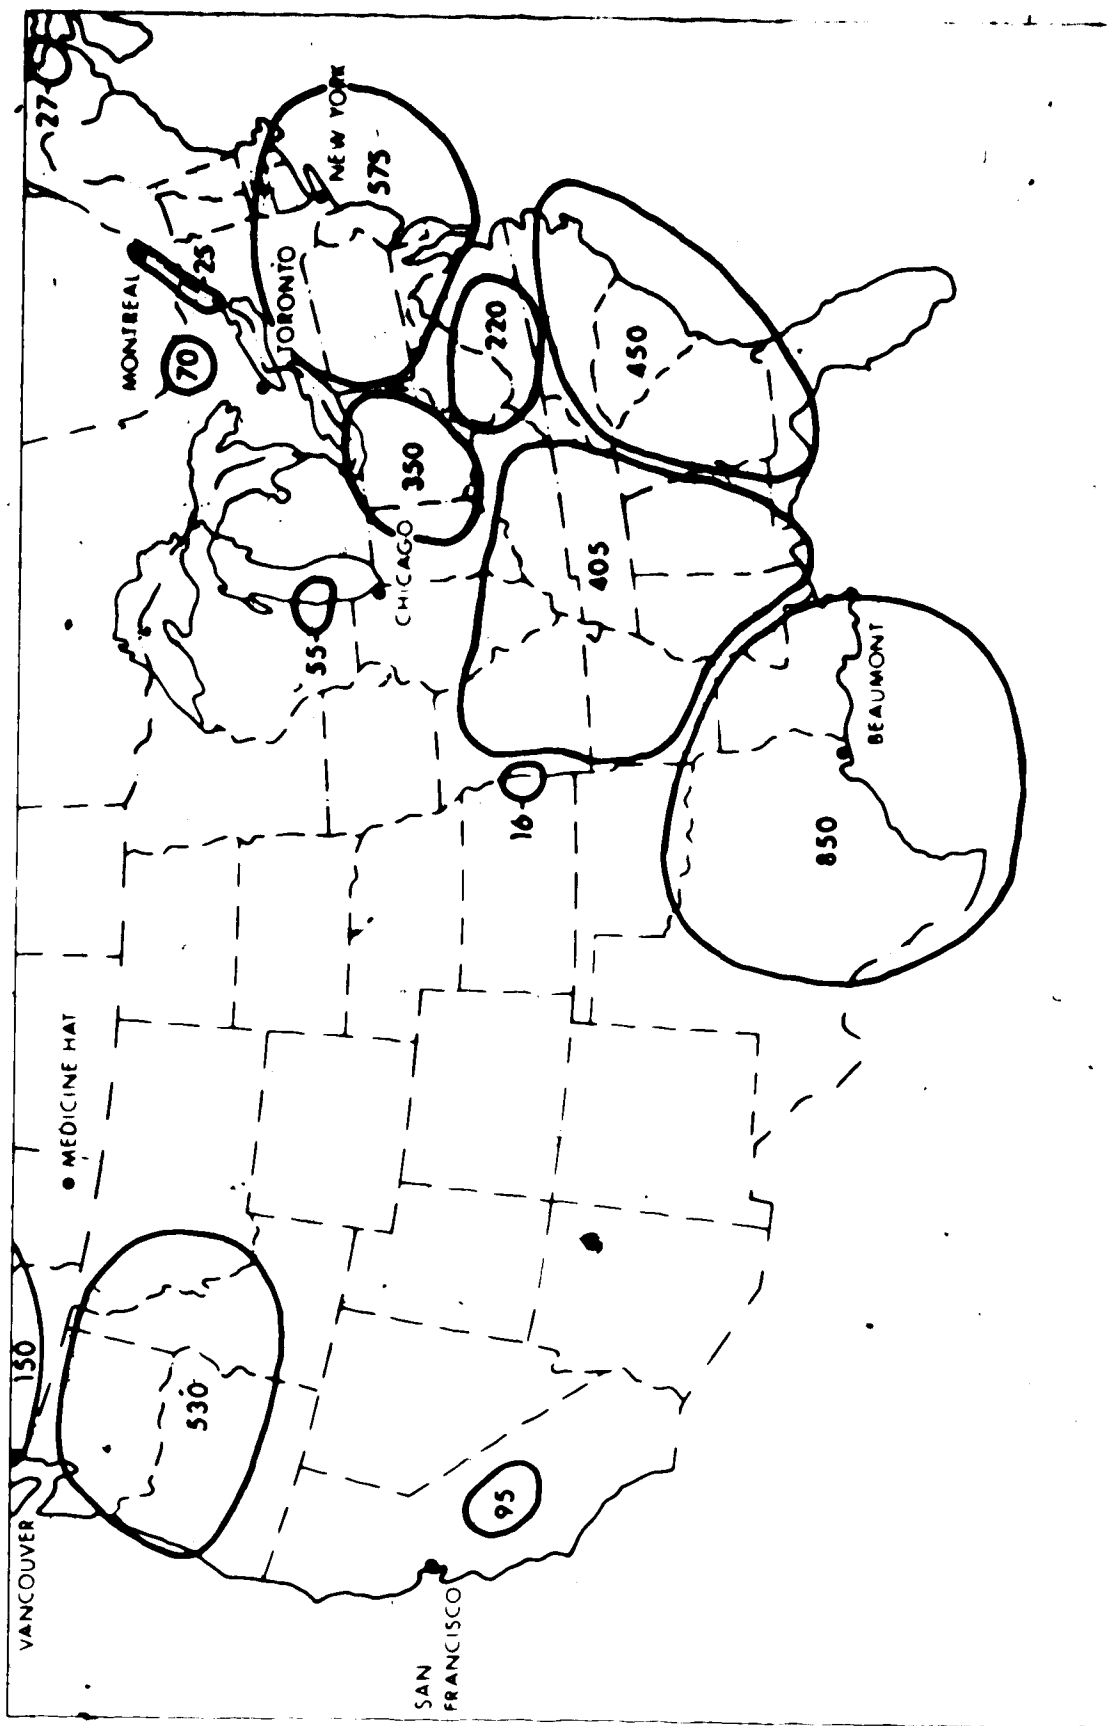 VANCOUVER
150
530
MEDICINE HAT
SAN
FRANCISCO
95
16
55
CHICAGO
350
MONTREAL
70
25
27
TORONTO
NEW YORK
575
220
450
405
BEAUMONT
850